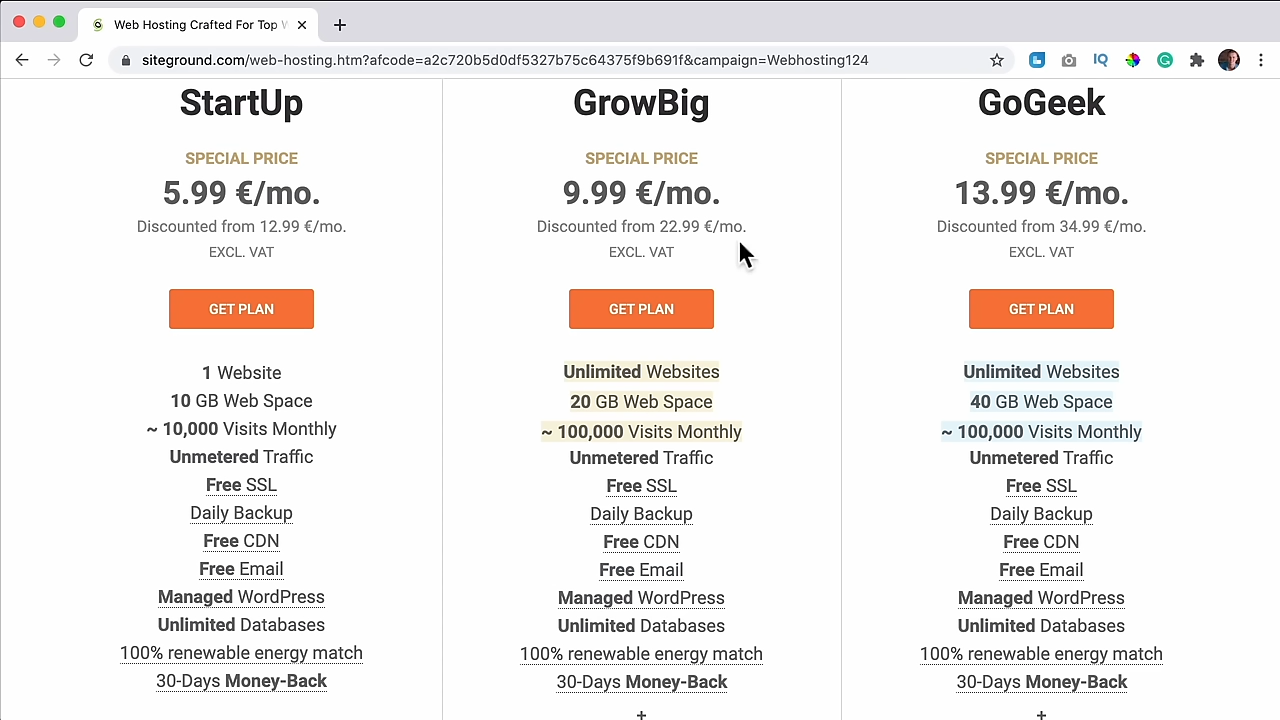 Web Hosting Crafted For Top
siteground.com/web-hosting.htm?afcode=a2c720b5d0df5327b75c64375f9b691f&campaign=Webhosting124
IQ
StartUp
SPECIAL PRICE
5.99 €/mo.
Discounted from 12.99 €/mo.
EXCL. VAT
GET PLAN
1 Website
10 GB Web Space
~ 10,000 Visits Monthly
Unmetered Traffic
Free SSL
Daily Backup
Free CDN
Free Email
Managed WordPress
Unlimited Databases
100% renewable energy match
30-Days Money-Back
GrowBig
SPECIAL PRICE
9.99 €/mo.
Discounted from 22.99 €/mo.
EXCL. VAT
GET PLAN
Unlimited Websites
20 GB Web Space
~ 100,000 Visits Monthly
Unmetered Traffic
Free SSL
Daily Backup
Free CDN
Free Email
Managed WordPress
Unlimited Databases
100% renewable energy match
30-Days Money-Back
+
GoGeek
SPECIAL PRICE
13.99 €/mo.
Discounted from 34.99 €/mo.
EXCL. VAT
GET PLAN
Unlimited Websites
40 GB Web Space
~ 100,000 Visits Monthly
Unmetered Traffic
Free SSL
Daily Backup
Free CDN
Free Email
Managed WordPress
Unlimited Databases
100% renewable energy match
30-Days Money-Back
+